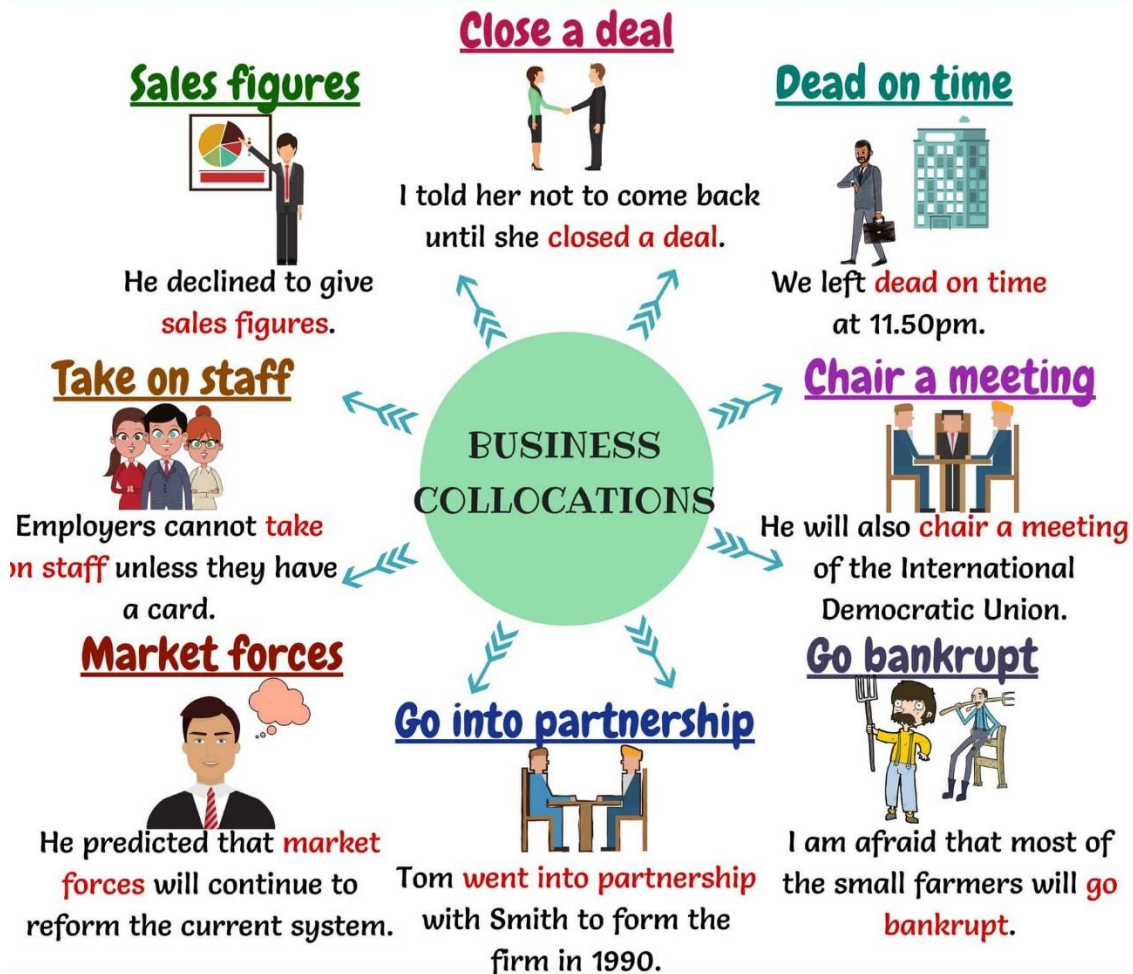 Close a deal
I told her not to come back
until she closed a deal.
Sales figures
He declined to give
sales figures.
Dead on time
We left dead on time
at 11.50pm.
Take on staff
Employers cannot take
on staff unless they have
a card.
BUSINESS
COLLOCATIONS
Chair a meeting
He will also chair a meeting
of the International
Democratic Union.
Market forces
He predicted that market
forces will continue to
reform the current system.
Go into partnership
Tom went into partnership
with Smith to form the
firm in 1990.
Go bankrupt
I am afraid that most of
the small farmers will go
bankrupt.